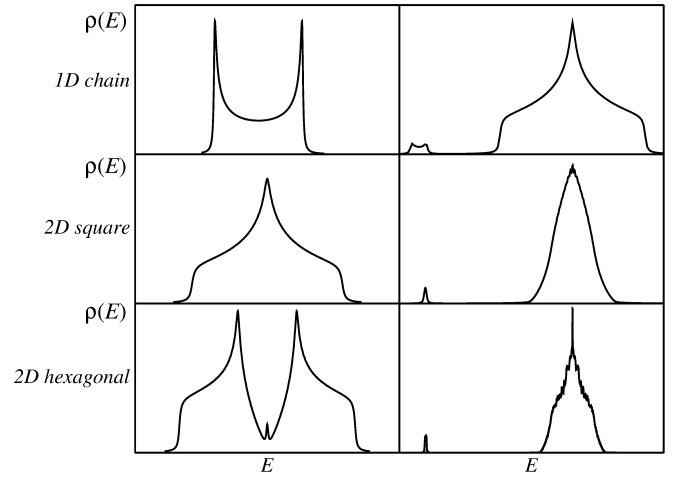 ρ(E)
1D chain
ρ(E)
2D square
ρ(E)
2D hexagonal
E E